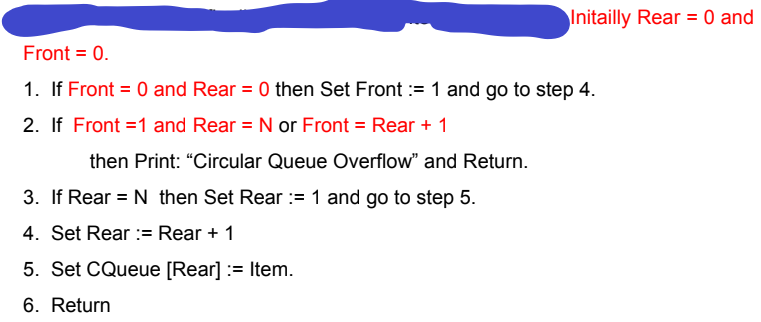 Initailly Rear = 0 and
Front = 0.
1. If Front = 0 and Rear = 0 then Set Front := 1 and go to step 4.
2. If Front =1 and Rear = N or Front = Rear + 1
then Print: “Circular Queue Overflow” and Return.
3. If Rear = N then Set Rear := 1 and go to step 5.
4. Set Rear := Rear + 1
5. Set CQueue [Rear] := Item.
6. Return